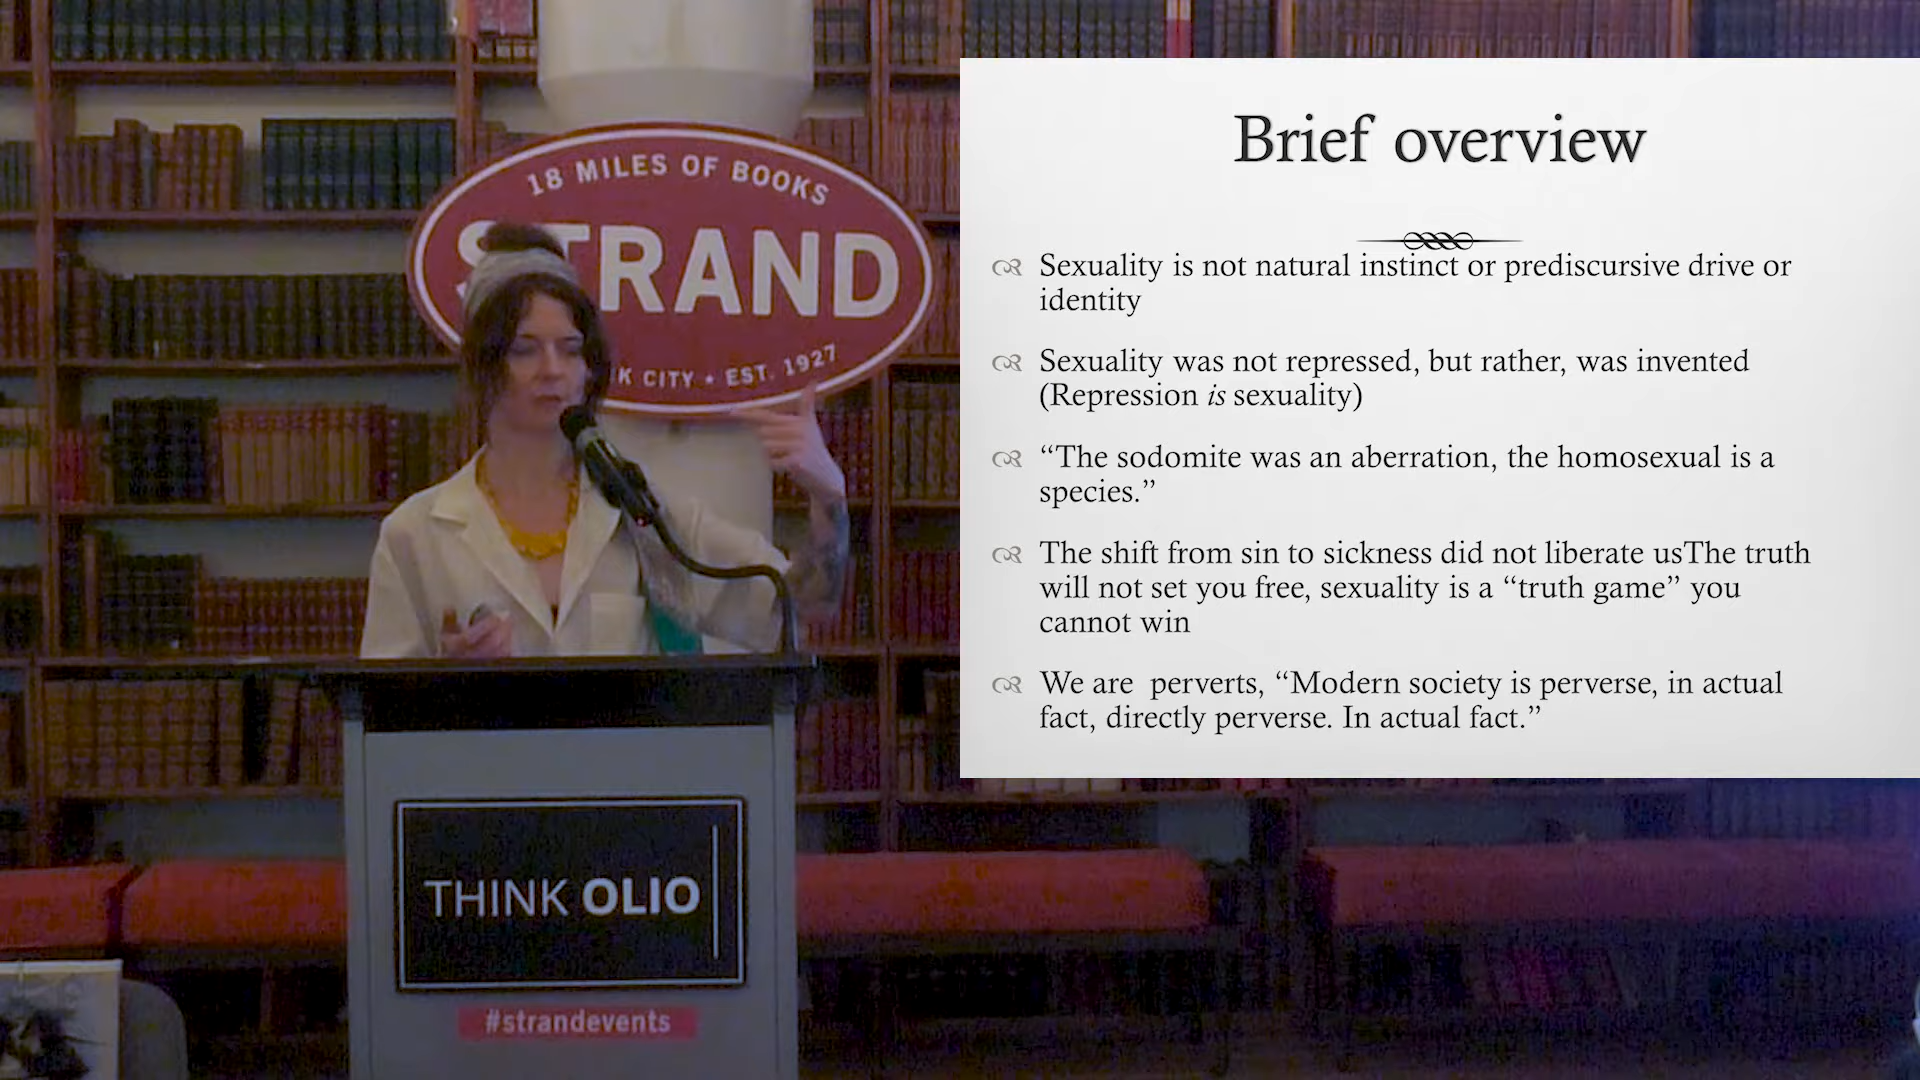 18 MILES OF BOOKS
STRAND
K CITY • EST. 1927
THINK OLIO
#strandevents
Brief overview
Sexuality is not natural instinct or prediscursive drive or
identity
Sexuality was not repressed, but rather, was invented
(Repression is sexuality)
“The sodomite was an aberration, the homosexual is a
species.”
The shift from sin to sickness did not liberate usThe truth
will not set you free, sexuality is a “truth game” you
cannot win
We are  perverts, “Modern society is perverse, in actual
fact, directly perverse. In actual fact.”